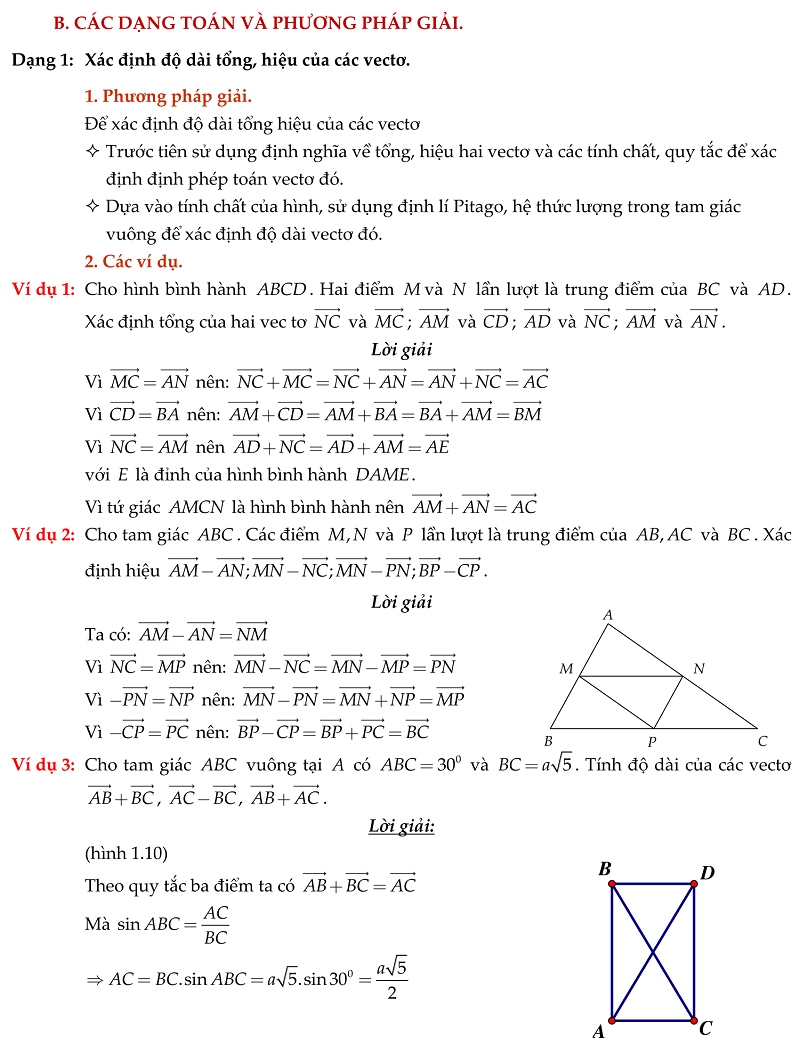 B. CÁC DẠNG TOÁN VÀ PHƯƠNG PHÁP GIẢI.
Dạng 1: Xác định độ dài tổng, hiệu của các vectơ.
1. Phương pháp giải.
Để xác định độ dài tổng hiệu của các vectơ
✧ Trước tiên sử dụng định nghĩa về tổng, hiệu hai vectơ và các tính chất, quy tắc để xác
định định phép toán vectơ đó.
✧ Dựa vào tính chất của hình, sử dụng định lí Pitago, hệ thức lượng trong tam giác
vuông để xác định độ dài vectơ đó.
2. Các ví dụ.
Ví dụ 1: Cho hình bình hành ABCD. Hai điểm M và N lần lượt là trung điểm của BC và AD.
Xác định tổng của hai vec tơ $\overrightarrow{NC}$ và $\overrightarrow{MC}$; $\overrightarrow{AM}$ và $\overrightarrow{CD}$; $\overrightarrow{AD}$ và $\overrightarrow{NC}$; $\overrightarrow{AM}$ và $\overrightarrow{AN}$.
Lời giải
Vì $\overrightarrow{MC}=\overrightarrow{AN}$ nên: $\overrightarrow{NC}+\overrightarrow{MC}=\overrightarrow{NC}+\overrightarrow{AN}=\overrightarrow{AN}+\overrightarrow{NC}=\overrightarrow{AC}$
Vì $\overrightarrow{CD}=\overrightarrow{BA}$ nên: $\overrightarrow{AM}+\overrightarrow{CD}=\overrightarrow{AM}+\overrightarrow{BA}=\overrightarrow{BA}+\overrightarrow{AM}=\overrightarrow{BM}$
Vì $\overrightarrow{NC}=\overrightarrow{AM}$ nên $\overrightarrow{AD}+\overrightarrow{NC}=\overrightarrow{AD}+\overrightarrow{AM}=\overrightarrow{AE}$
với E là đỉnh của hình bình hành DAME.
Vì tứ giác AMCN là hình bình hành nên $\overrightarrow{AM}+\overrightarrow{AN}=\overrightarrow{AC}$
Ví dụ 2: Cho tam giác ABC. Các điểm M,N và P lần lượt là trung điểm của AB,AC và BC. Xác
định hiệu $\overrightarrow{AM}-\overrightarrow{AN};\overrightarrow{MN}-\overrightarrow{NC};\overrightarrow{MN}-\overrightarrow{PN};\overrightarrow{BP}-\overrightarrow{CP}$.
Lời giải
Ta có: $\overrightarrow{AM}-\overrightarrow{AN}=\overrightarrow{NM}$
Vì $\overrightarrow{NC}=\overrightarrow{MP}$ nên: $\overrightarrow{MN}-\overrightarrow{NC}=\overrightarrow{MN}-\overrightarrow{MP}=\overrightarrow{PN}$
Vì $-\overrightarrow{PN}=\overrightarrow{NP}$ nên: $\overrightarrow{MN}-\overrightarrow{PN}=\overrightarrow{MN}+\overrightarrow{NP}=\overrightarrow{MP}$
Vì $-\overrightarrow{CP}=\overrightarrow{PC}$ nên: $\overrightarrow{BP}-\overrightarrow{CP}=\overrightarrow{BP}+\overrightarrow{PC}=\overrightarrow{BC}$
A
M N
B P C
Ví dụ 3: Cho tam giác ABC vuông tại A có $ABC=30^0$ và $BC=a\sqrt{5}$. Tính độ dài của các vectơ
$\overrightarrow{AB}+\overrightarrow{BC}$, $\overrightarrow{AC}-\overrightarrow{BC}$, $\overrightarrow{AB}+\overrightarrow{AC}$.
Lời giải:
(hình 1.10)
Theo quy tắc ba điểm ta có $\overrightarrow{AB}+\overrightarrow{BC}=\overrightarrow{AC}$
Mà $\sin ABC=\frac{AC}{BC}$
$\Rightarrow AC=BC.\sin ABC=a\sqrt{5}.\sin 30^0=\frac{a\sqrt{5}}{2}$
B D
A C